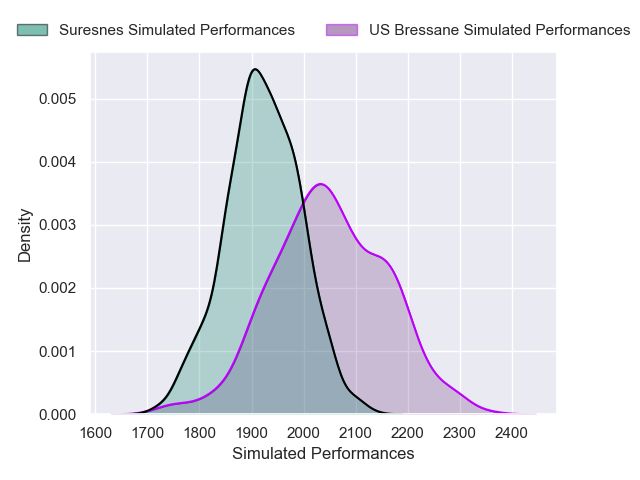 Suresnes Simulated Performances US Bressane Simulated Performances
0.005
0.004
0.003
0.002
0.001
0.000
Density
1600 1700 1800 1900 2000 2100 2200 2300 2400
Simulated Performances